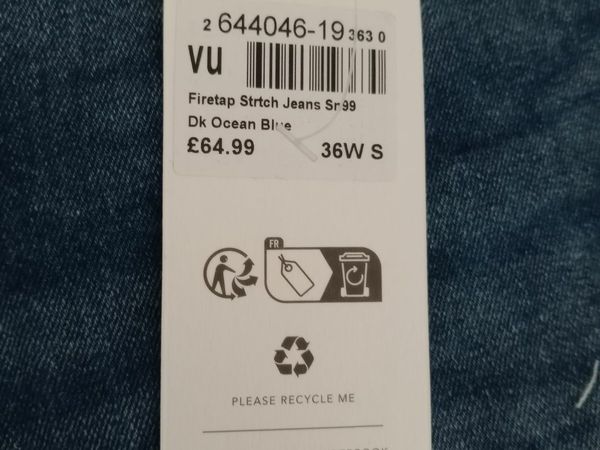 2 644046-19 363 0
vu
Firetap Strtch Jeans Sn99
Dk Ocean Blue
£64.99 36W S
FR
PLEASE RECYCLE ME